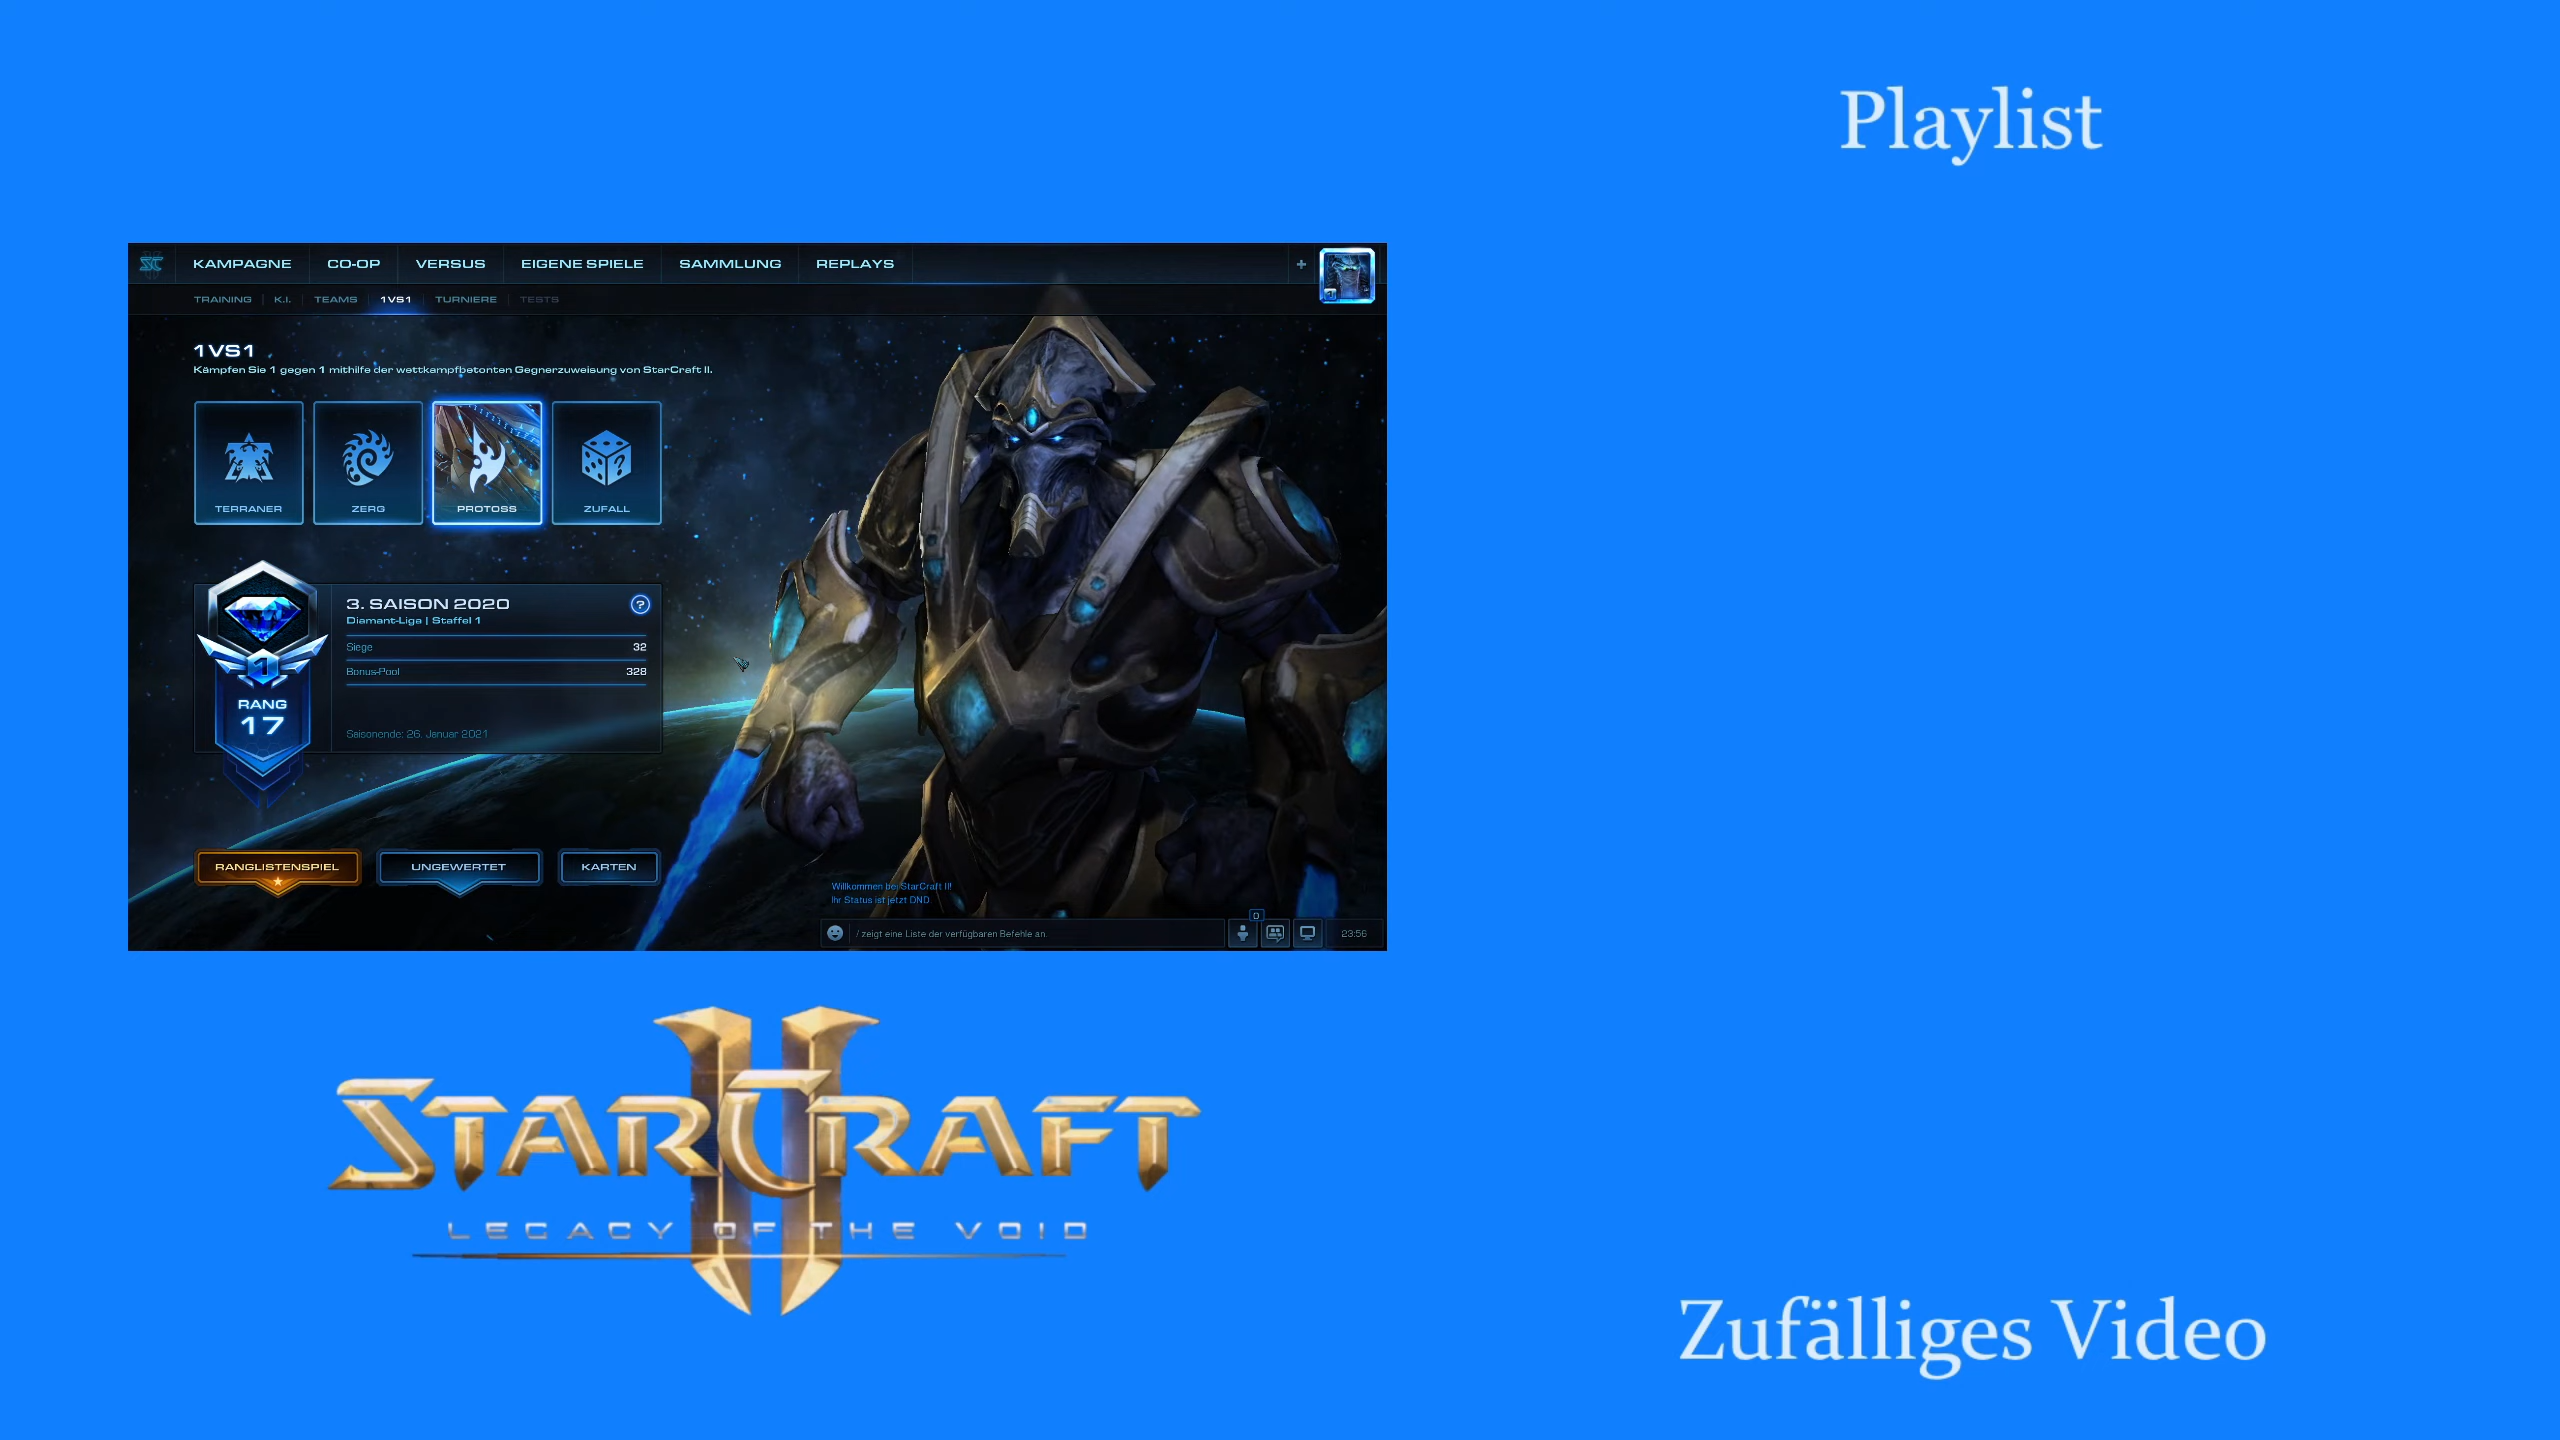 Playlist
KAMPAGNE CO-OP VERSUS EIGENE SPIELE SAMMLUNG REPLAYS
TRAINING K.I. TEAMS 1VS1 TURNIERE TESTS
1VS1
Kämpfen Sie 1 gegen 1 mithilfe der wettkampfbetonten Gegnerzuweisung von StarCraft II.
TERRANER ZERG PROTOSS ZUFALL
3. SAISON 2020 ?
Diamant-Liga | Staffel 1
Siege 32
Bonus-Pool 328
1
RANG
17
Saisonende: 26. Januar 2021
RANGLISTENSPIEL UNGEWERTET KARTEN
Willkommen bei StarCraft II!
Ihr Status ist jetzt DND.
0
/ zeigt eine Liste der verfügbaren Befehle an. 23:56
II
STARCRAFT
LEGACY OF THE VOID
Zufälliges Video